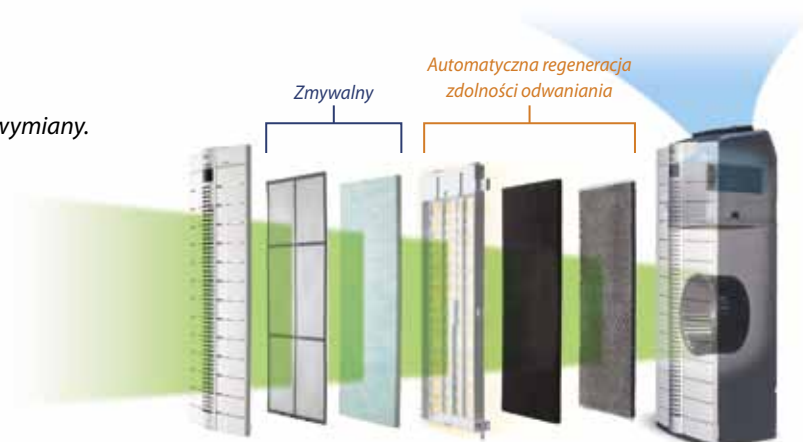 Automatyczna regeneracja
zdolności odwaniania
Zmywalny
wymiany.